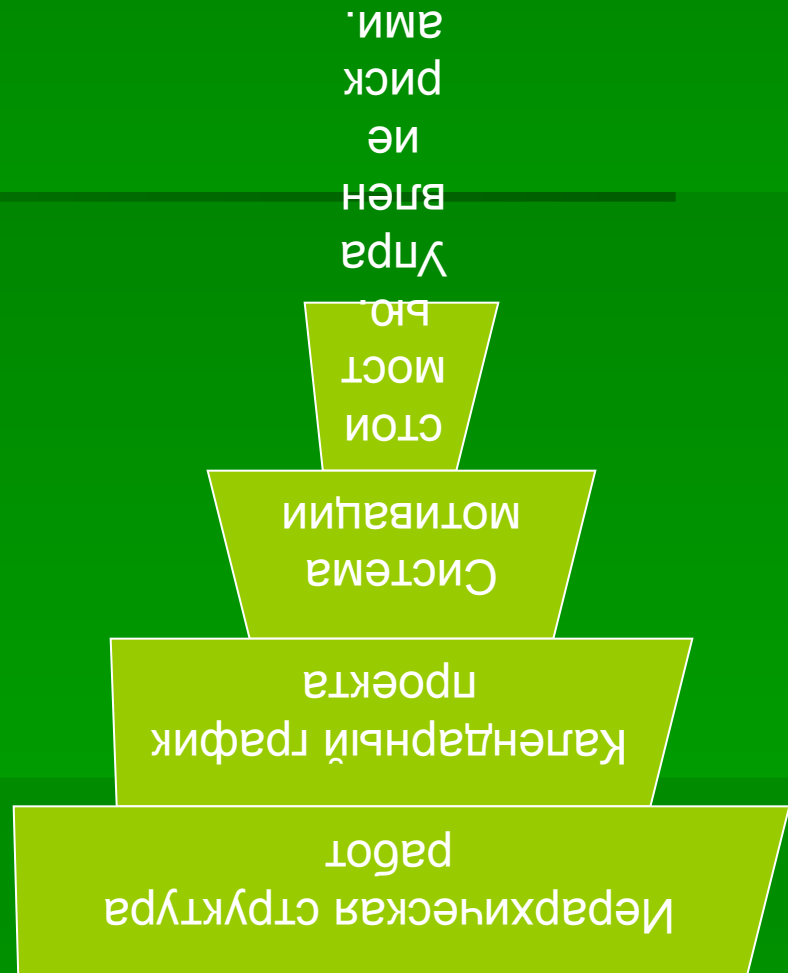 Иерархическая структура
работ
Календарный график
проекта
Система
мотивации
стои
мост
ью.
Упра
влен
ие
риск
ами.